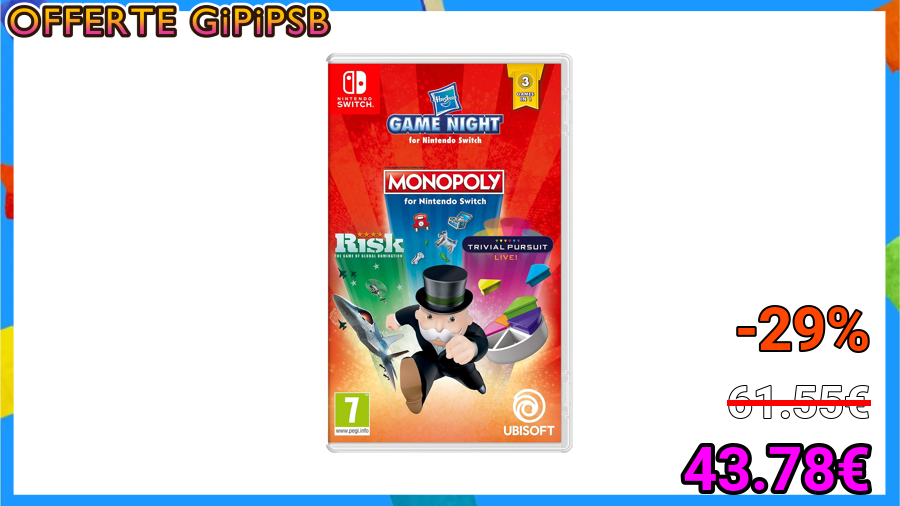 OFFERTE GiPiPSB
NINTENDO
SWITCH.
3
GAMES
IN 1
Hasbro
GAME NIGHT
for Nintendo Switch
MONOPOLY
for Nintendo Switch
RISK
THE GAME OF GLOBAL DOMINATION
TRIVIAL PURSUIT
LIVE!
7
www.pegi.info
UBISOFT
-29%
61.55€
43.78€